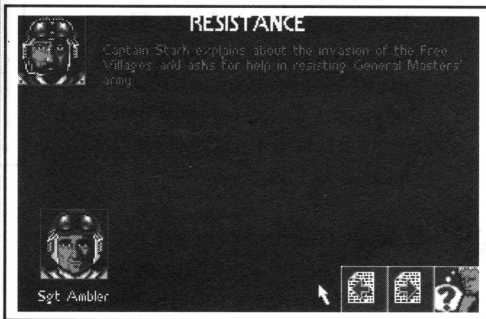 RESISTANCE
Captain Stark explains about the invasion of the Free
Villages and asks for help in resisting General Masters'
army.
Sgt Ambler